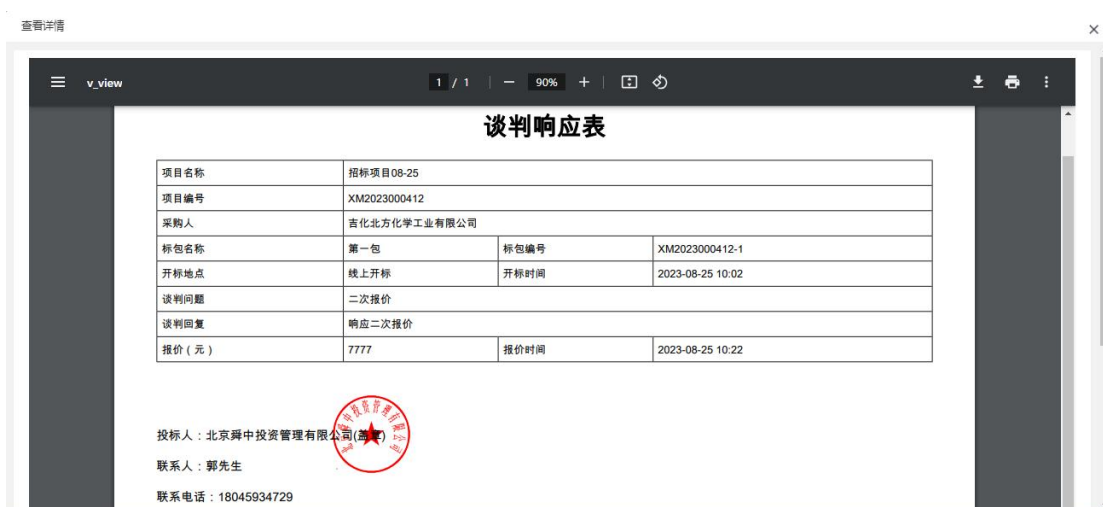 查看详情
v_view 1 / 1 90%
谈判响应表
项目名称 招标项目08-25
项目编号 XM2023000412
采购人 吉化北方化学工业有限公司
标包名称 第一包 标包编号 XM2023000412-1
开标地点 线上开标 开标时间 2023-08-25 10:02
谈判问题 二次报价
谈判回复 响应二次报价
报价（元） 7777 报价时间 2023-08-25 10:22
投标人：北京舜中投资管理有限公司(盖章)
联系人：郭先生
联系电话：18045934729